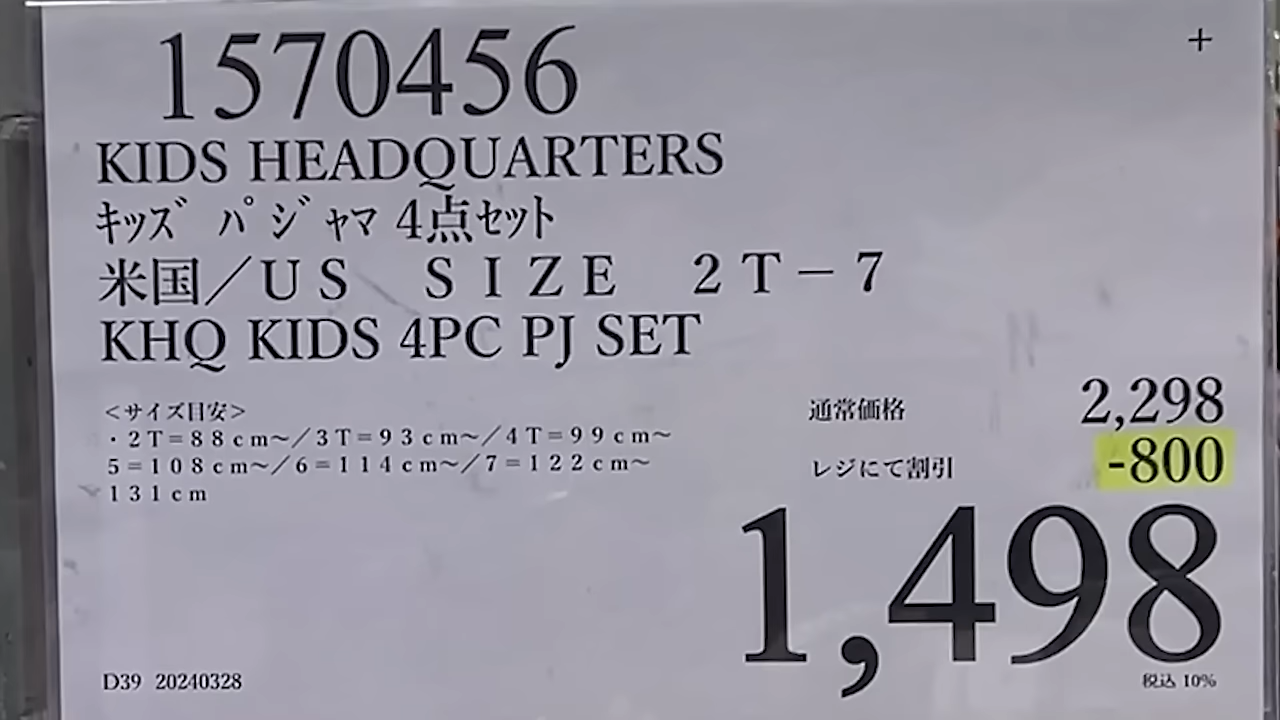 1570456
+
KIDS HEADQUARTERS
ｷｯｽﾞ ﾊﾟｼﾞｬﾏ 4点ｾｯﾄ
米国／ＵＳ　ＳＩＺＥ　２Ｔ－７
KHQ KIDS 4PC PJ SET
＜サイズ目安＞
・２Ｔ＝８８ｃｍ～／３Ｔ＝９３ｃｍ～／４Ｔ＝９９ｃｍ～
５＝１０８ｃｍ～／６＝１１４ｃｍ～／７＝１２２ｃｍ～
１３１ｃｍ
通常価格 2,298
レジにて割引 -800
1,498
税込 10%
D39 20240328